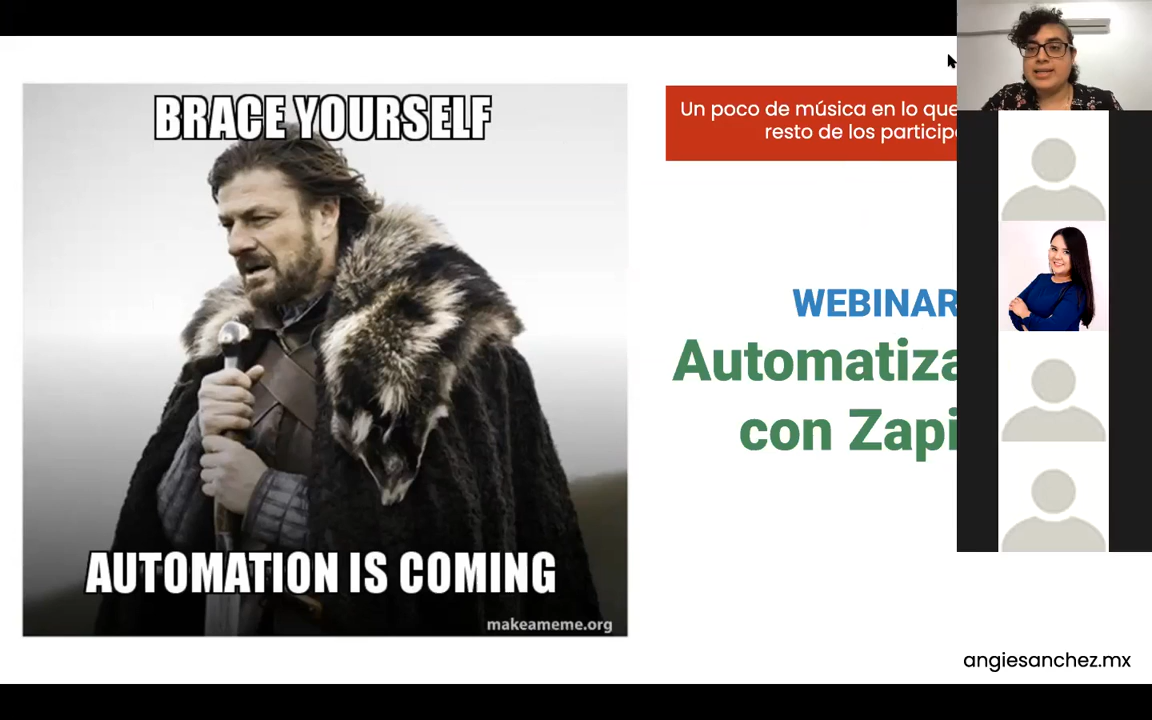 BRACE YOURSELF
AUTOMATION IS COMING
makeameme.org
Un poco de música en lo que
resto de los particip
WEBINAR
Automatiza
con Zapi
angiesanchez.mx